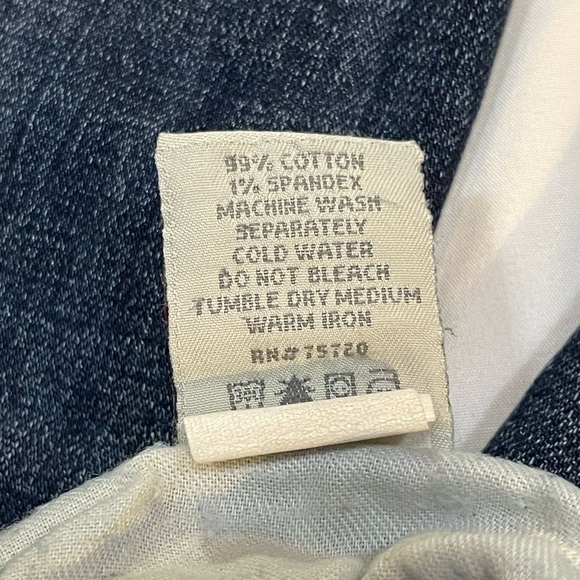 99% COTTON
1% SPANDEX
MACHINE WASH
SEPARATELY
COLD WATER
DO NOT BLEACH
TUMBLE DRY MEDIUM
WARM IRON
RN# 75720